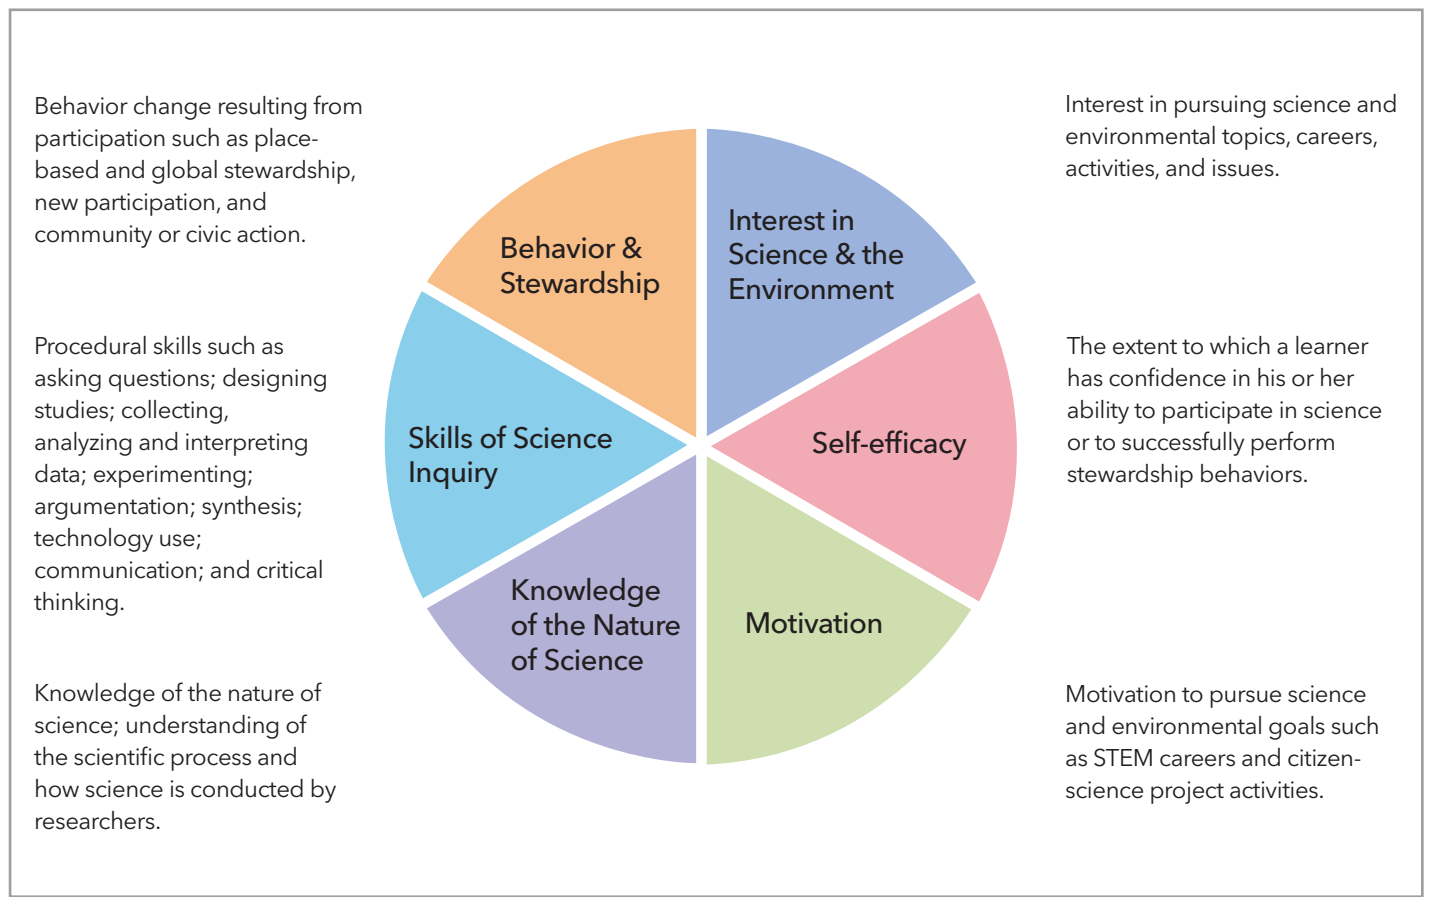 Behavior change resulting from
participation such as place-
based and global stewardship,
new participation, and
community or civic action.
Procedural skills such as
asking questions; designing
studies; collecting,
analyzing and interpreting
data; experimenting;
argumentation; synthesis;
technology use;
communication; and critical
thinking.
Knowledge of the nature of
science; understanding of
the scientific process and
how science is conducted by
researchers.
Behavior &
Stewardship
Interest in
Science & the
Environment
Skills of Science
Inquiry
Self-efficacy
Knowledge
of the Nature
of Science
Motivation
Interest in pursuing science and
environmental topics, careers,
activities, and issues.
The extent to which a learner
has confidence in his or her
ability to participate in science
or to successfully perform
stewardship behaviors.
Motivation to pursue science
and environmental goals such
as STEM careers and citizen-
science project activities.